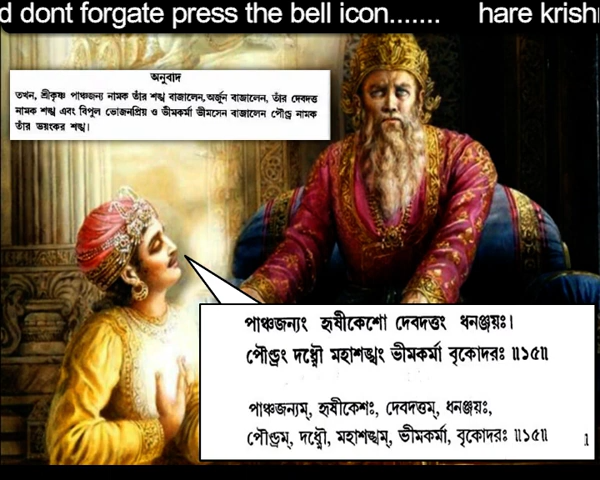 d dont forgate press the bell icon....... hare krishn
অনুবাদ
তখন, শ্রীকৃষ্ণ পাঞ্চজন্য নামক তাঁর শঙ্খ বাজালেন, অর্জুন বাজালেন, তাঁর দেবদত্ত
নামক শঙ্খ এবং বিপুল ভোজনপ্রিয় ও ভীমকর্মা ভীমসেন বাজালেন পৌণ্ড্র নামক
তাঁর ভয়ংকর শঙ্খ।
পাঞ্চজন্যং হৃষীকেশো দেবদত্তং ধনঞ্জয়ঃ।
পৌণ্ড্রং দধ্মৌ মহাশঙ্খং ভীমকর্মা বৃকোদরঃ ॥১৫॥
পাঞ্চজন্যম্, হৃষীকেশঃ, দেবদত্তম্, ধনঞ্জয়ঃ,
পৌণ্ড্রম্, দধ্মৌ, মহাশঙ্খম্, ভীমকর্মা, বৃকোদরঃ ॥১৫॥